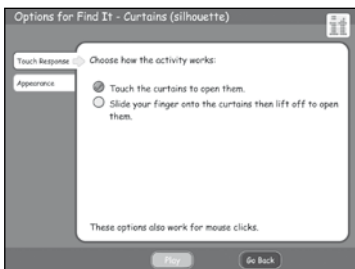 Options for Find It - Curtains (silhouette)
Touch Response
Choose how the activity works:
Appearance
Touch the curtains to open them.
Slide your finger onto the curtains then lift off to open
them.
These options also work for mouse clicks.
Play
Go Back